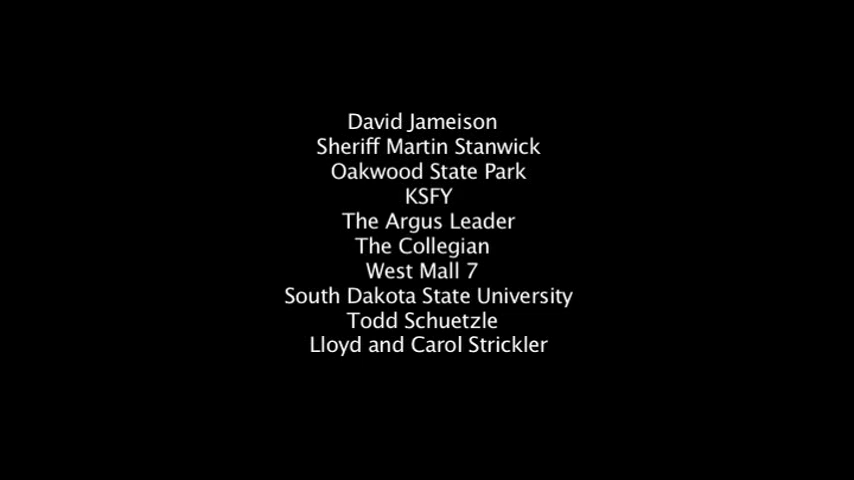 David Jameison
Sheriff Martin Stanwick
Oakwood State Park
KSFY
The Argus Leader
The Collegian
West Mall 7
South Dakota State University
Todd Schuetzle
Lloyd and Carol Strickler